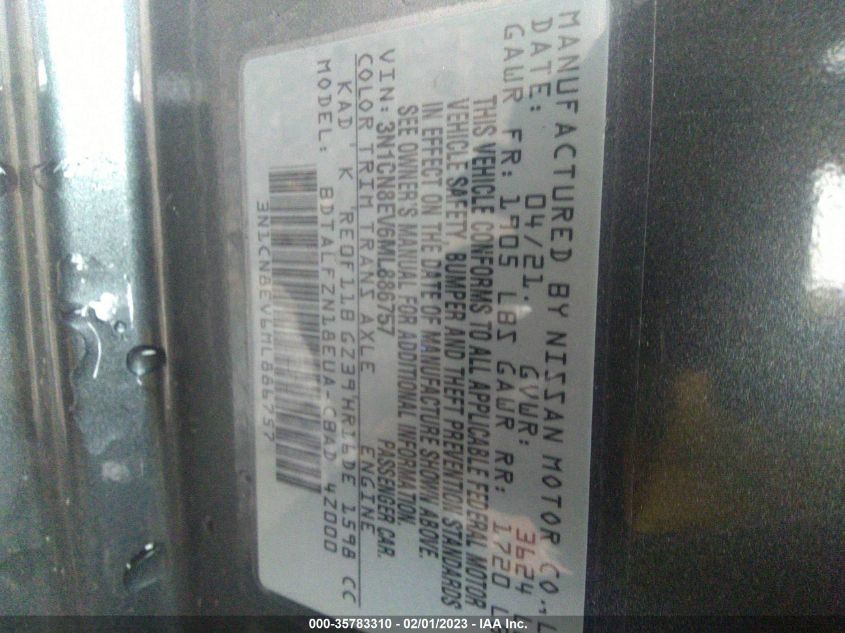 MANUFACTURED BY NISSAN MOTOR CO., L
DATE: 04/21. GVWR: 3624
GAWR FR: 1905 LBS GAWR RR: 1720 L
THIS VEHICLE CONFORMS TO ALL APPLICABLE FEDERAL MOTOR
VEHICLE SAFETY, BUMPER AND THEFT PREVENTION STANDARDS
IN EFFECT ON THE DATE OF MANUFACTURE SHOWN ABOVE.
SEE OWNER'S MANUAL FOR ADDITIONAL INFORMATION.
VIN: 3N1CN8EV6ML886757 PASSENGER CAR.
COLOR TRIM TRANS AXLE ENGINE
KAD K RE0F11B GZ39 HR16DE 1598 CC
MODEL: BDTALFZN18EUA-CBAD 4Z000
3N1CN8EV6ML886757
000-35783310 - 02/01/2023 - IAA Inc.